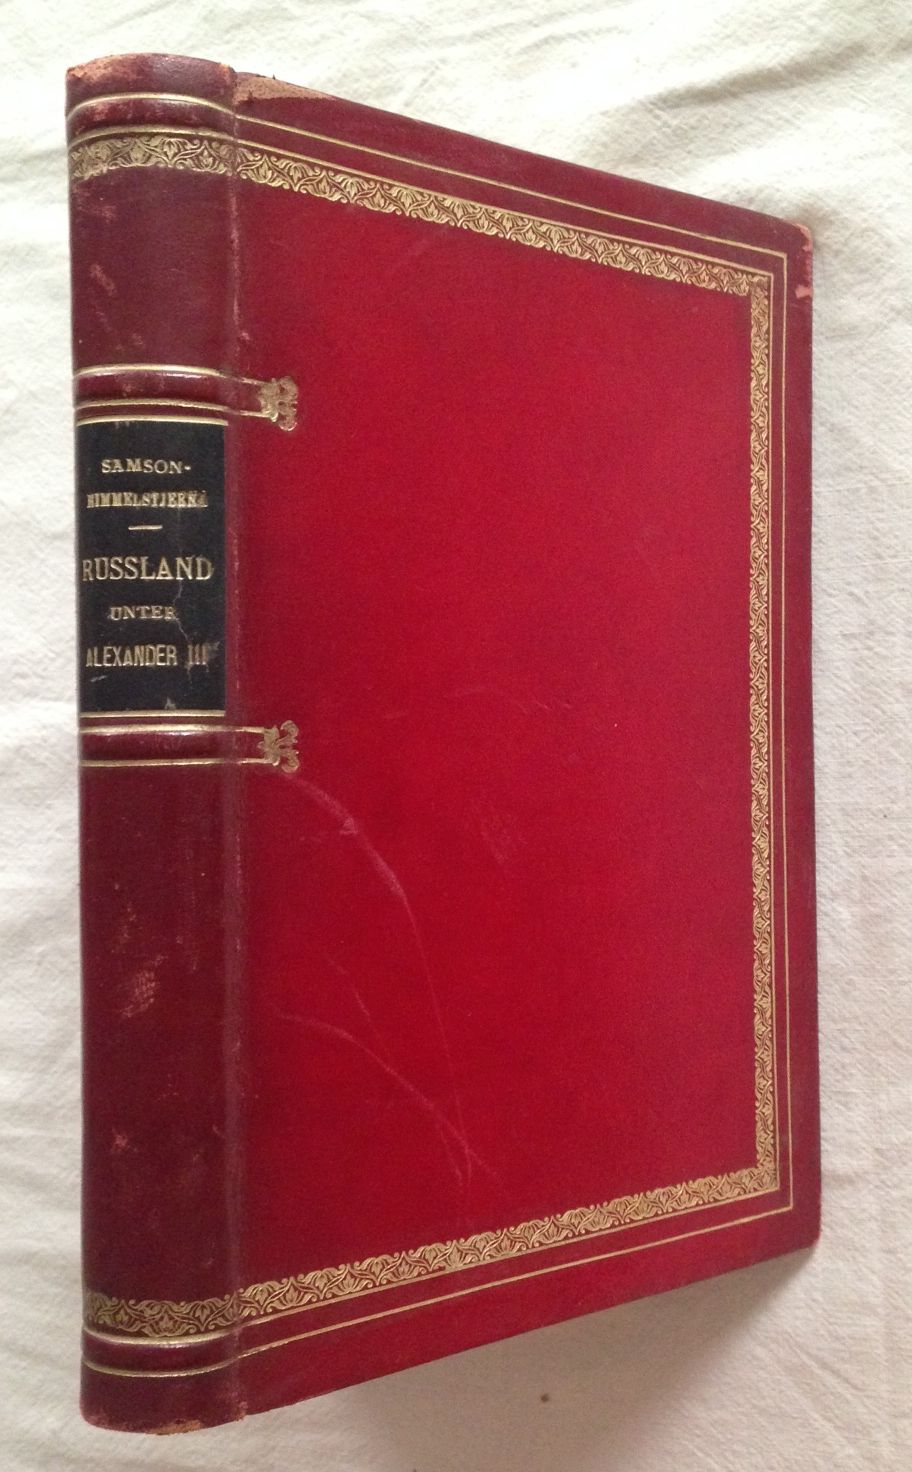 SAMSON-
HIMMELSTJERNA
RUSSLAND
UNTER
ALEXANDER III